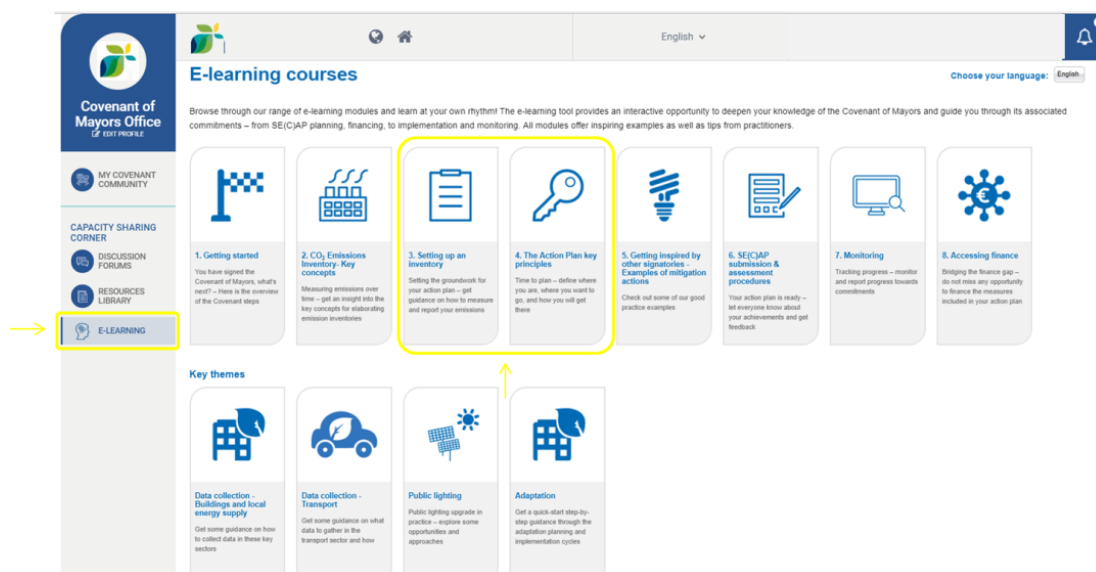 English
E-learning courses
Choose your language: English
Covenant of
Mayors Office
EDIT PROFILE
Browse through our range of e-learning modules and learn at your own rhythm! The e-learning tool provides an interactive opportunity to deepen your knowledge of the Covenant of Mayors and guide you through its associated
commitments – from SE(C)AP planning, financing, to implementation and monitoring. All modules offer inspiring examples as well as tips from practitioners.
MY COVENANT
COMMUNITY
CAPACITY SHARING
CORNER
DISCUSSION
FORUMS
RESOURCES
LIBRARY
E-LEARNING
1. Getting started
You have signed the
Covenant of Mayors, what's
next? – Here is the overview
of the Covenant steps
2. CO₂ Emissions
Inventory- Key
concepts
Measuring emissions over
time – get an insight into the
key concepts for elaborating
emission inventories
3. Setting up an
inventory
Setting the groundwork for
your action plan – get
guidance on how to measure
and report your emissions
4. The Action Plan key
principles
Time to plan – define where
you are, where you want to
go, and how you will get
there
5. Getting inspired by
other signatories -
Examples of mitigation
actions
Check out some of our good
practice examples
6. SE(C)AP
submission &
assessment
procedures
Your action plan is ready –
let everyone know about
your achievements and get
feedback
7. Monitoring
Tracking progress – monitor
and report progress towards
commitments
8. Accessing finance
Bridging the finance gap –
do not miss any opportunity
to finance the measures
included in your action plan
Key themes
Data collection -
Buildings and local
energy supply
Get some guidance on how
to collect data in these key
sectors
Data collection -
Transport
Get some guidance on what
data to gather in the
transport sector and how
Public lighting
Public lighting upgrade in
practice – explore some
opportunities and
approaches
Adaptation
Get a quick-start step-by-
step guidance through the
adaptation planning and
implementation cycles